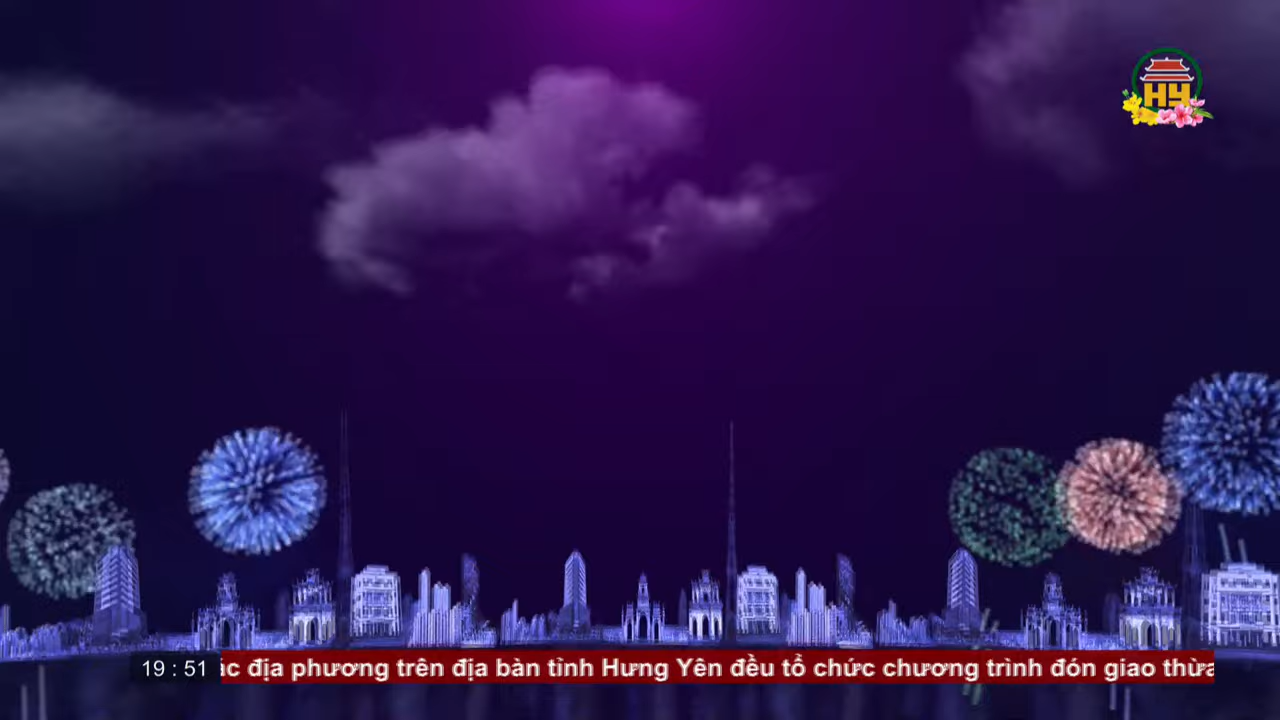 HY
19 : 51 ác địa phương trên địa bàn tỉnh Hưng Yên đều tổ chức chương trình đón giao thừa